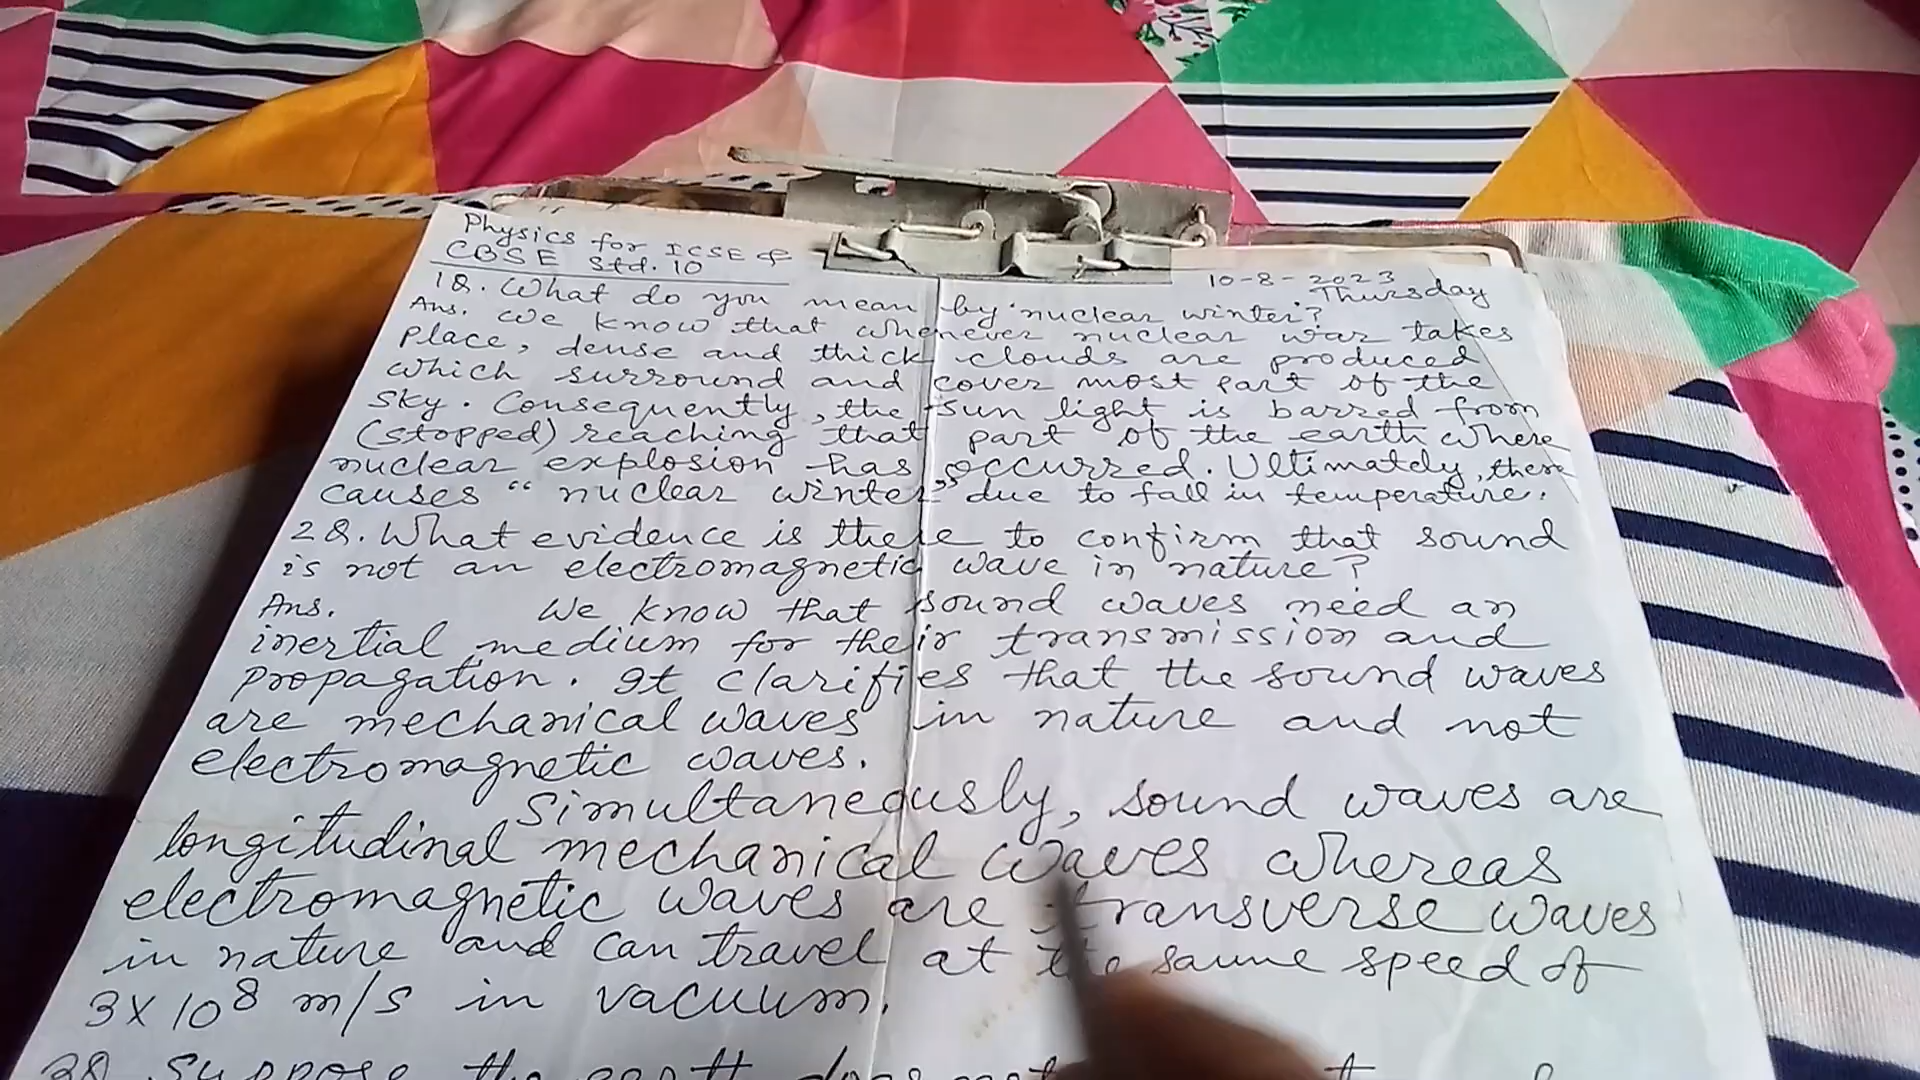 Physics for ICSE &
CBSE Std. 10
10-8-2023
Thursday
1Q. What do you mean by "nuclear winter?
Ans. We know that whenever nuclear war takes
place, dense and thick clouds are produced
which surround and cover most part of the
sky. Consequently, the sun light is barred from
(stopped) reaching that part of the earth where
nuclear explosion has occurred. Ultimately, there
causes "nuclear winter" due to fall in temperature.
2Q. What evidence is there to confirm that sound
is not an electromagnetic wave in nature?
Ans. We know that sound waves need an
inertial medium for their transmission and
propagation. It clarifies that the sound waves
are mechanical waves in nature and not
electromagnetic waves.
Simultaneously, sound waves are
longitudinal mechanical waves whereas
electromagnetic waves are transverse waves
in nature and can travel at the same speed of
3X10⁸ m/s in vacuum.
3Q. Suppose the earth does not